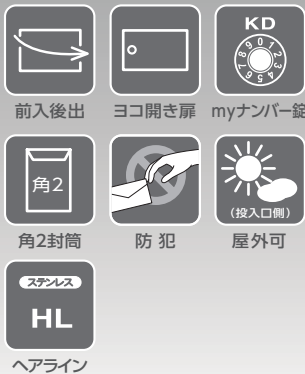 KD
前入後出
ヨコ開き扉
myナンバー錠
角2
(投入口側)
角2封筒
防 犯
屋外可
ステンレス
HL
ヘアライン